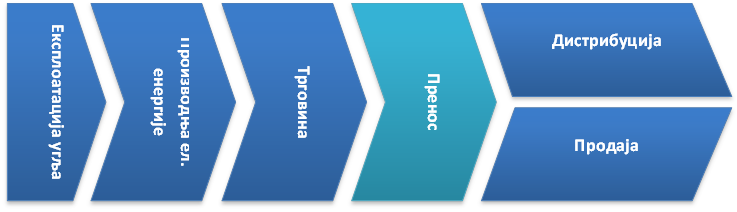 Експлоатација угља
Производња ел.
енергије
Трговина
Пренос
Дистрибуција
Продаја